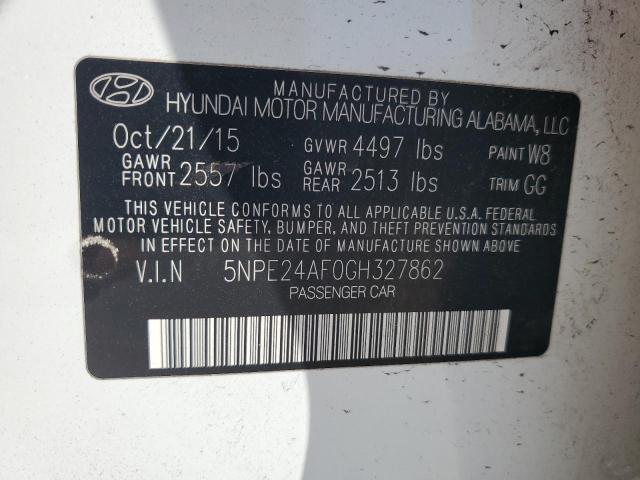 MANUFACTURED BY
HYUNDAI MOTOR MANUFACTURING ALABAMA, LLC
Oct/21/15 GVWR 4497 lbs PAINT W8
GAWR FRONT 2557 lbs GAWR REAR 2513 lbs TRIM GG
THIS VEHICLE CONFORMS TO ALL APPLICABLE U.S.A. FEDERAL
MOTOR VEHICLE SAFETY, BUMPER, AND THEFT PREVENTION STANDARDS
IN EFFECT ON THE DATE OF MANUFACTURE SHOWN ABOVE.
V.I.N 5NPE24AF0GH327862
PASSENGER CAR